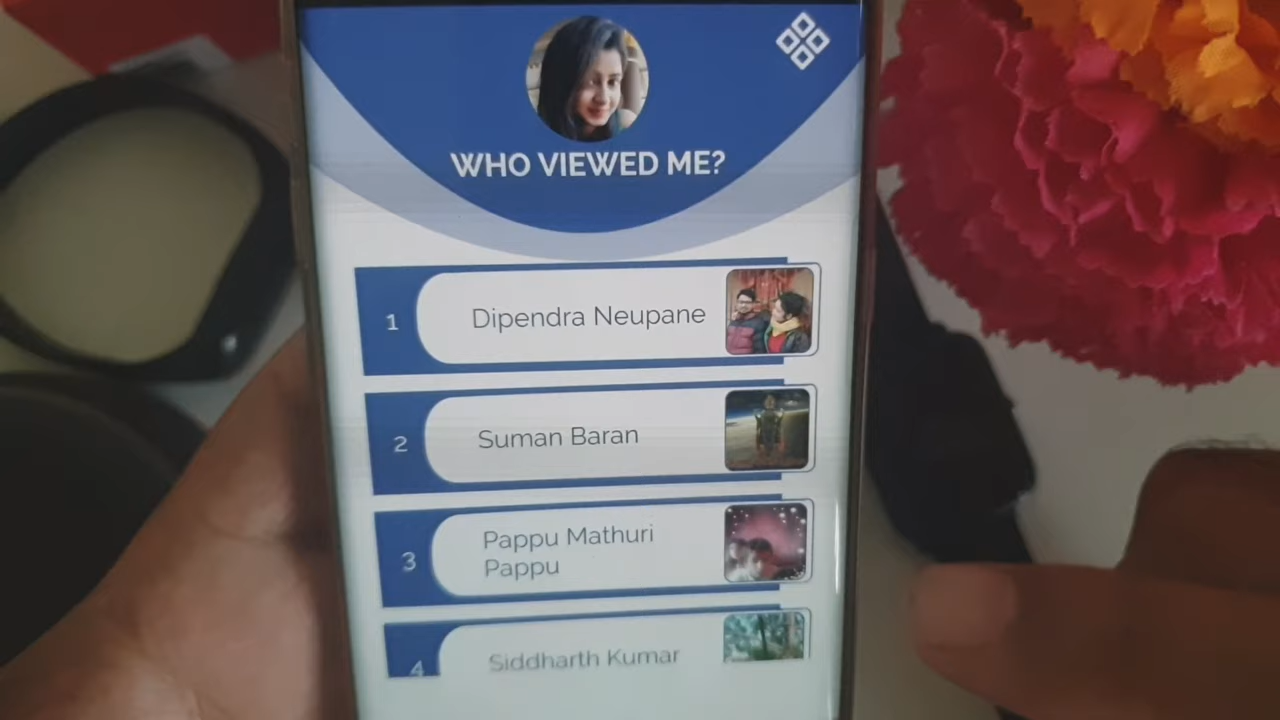 WHO VIEWED ME?
1
Dipendra Neupane
2
Suman Baran
3
Pappu Mathuri
Pappu
4
Siddharth Kumar